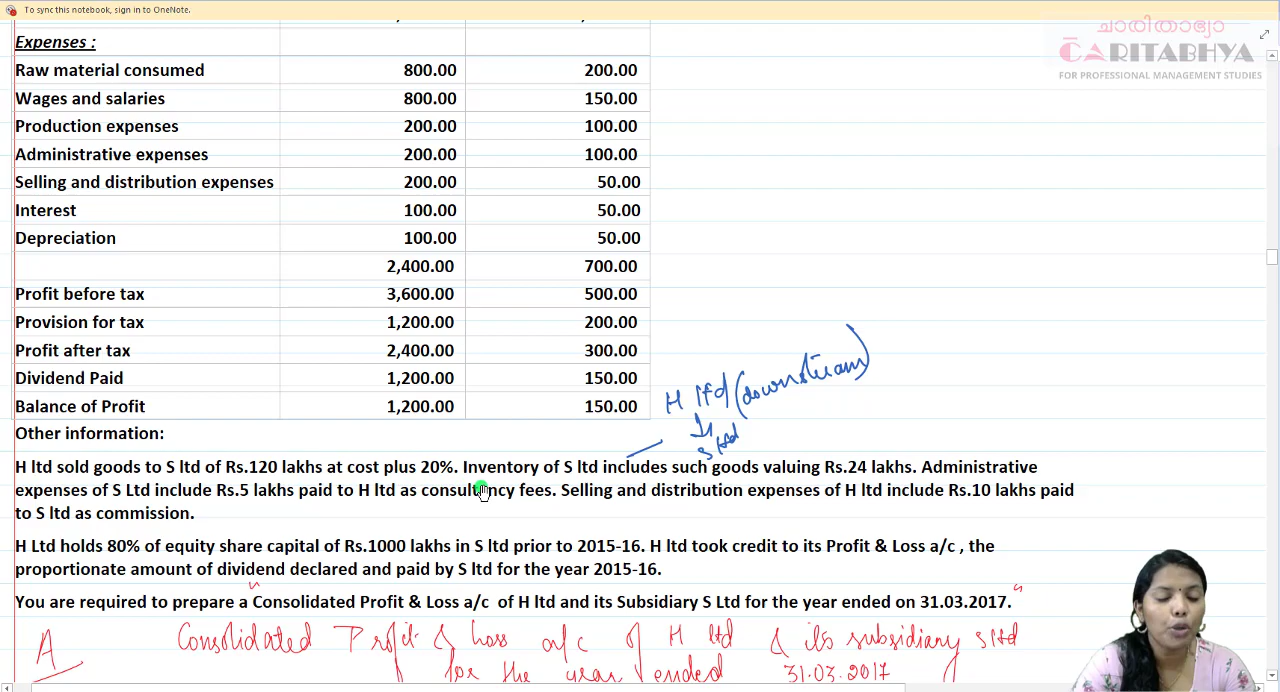 To sync this notebook, sign in to OneNote.
ചാരിതാഭ്യാ
CARITABHYA
FOR PROFESSIONAL MANAGEMENT STUDIES
Expenses :
Raw material consumed 800.00 200.00
Wages and salaries 800.00 150.00
Production expenses 200.00 100.00
Administrative expenses 200.00 100.00
Selling and distribution expenses 200.00 50.00
Interest 100.00 50.00
Depreciation 100.00 50.00
2,400.00 700.00
Profit before tax 3,600.00 500.00
Provision for tax 1,200.00 200.00
Profit after tax 2,400.00 300.00
Dividend Paid 1,200.00 150.00
Balance of Profit 1,200.00 150.00
H ltd (downstream)
S ltd
Other information:
H ltd sold goods to S ltd of Rs.120 lakhs at cost plus 20%. Inventory of S ltd includes such goods valuing Rs.24 lakhs. Administrative
expenses of S Ltd include Rs.5 lakhs paid to H ltd as consultancy fees. Selling and distribution expenses of H ltd include Rs.10 lakhs paid
to S ltd as commission.
H Ltd holds 80% of equity share capital of Rs.1000 lakhs in S ltd prior to 2015-16. H ltd took credit to its Profit & Loss a/c , the
proportionate amount of dividend declared and paid by S ltd for the year 2015-16.
You are required to prepare a "Consolidated Profit & Loss a/c of H ltd and its Subsidiary S Ltd for the year ended on 31.03.2017."
A Consolidated Profit & Loss a/c of H ltd & its subsidiary S ltd
for the year ended 31.03.2017